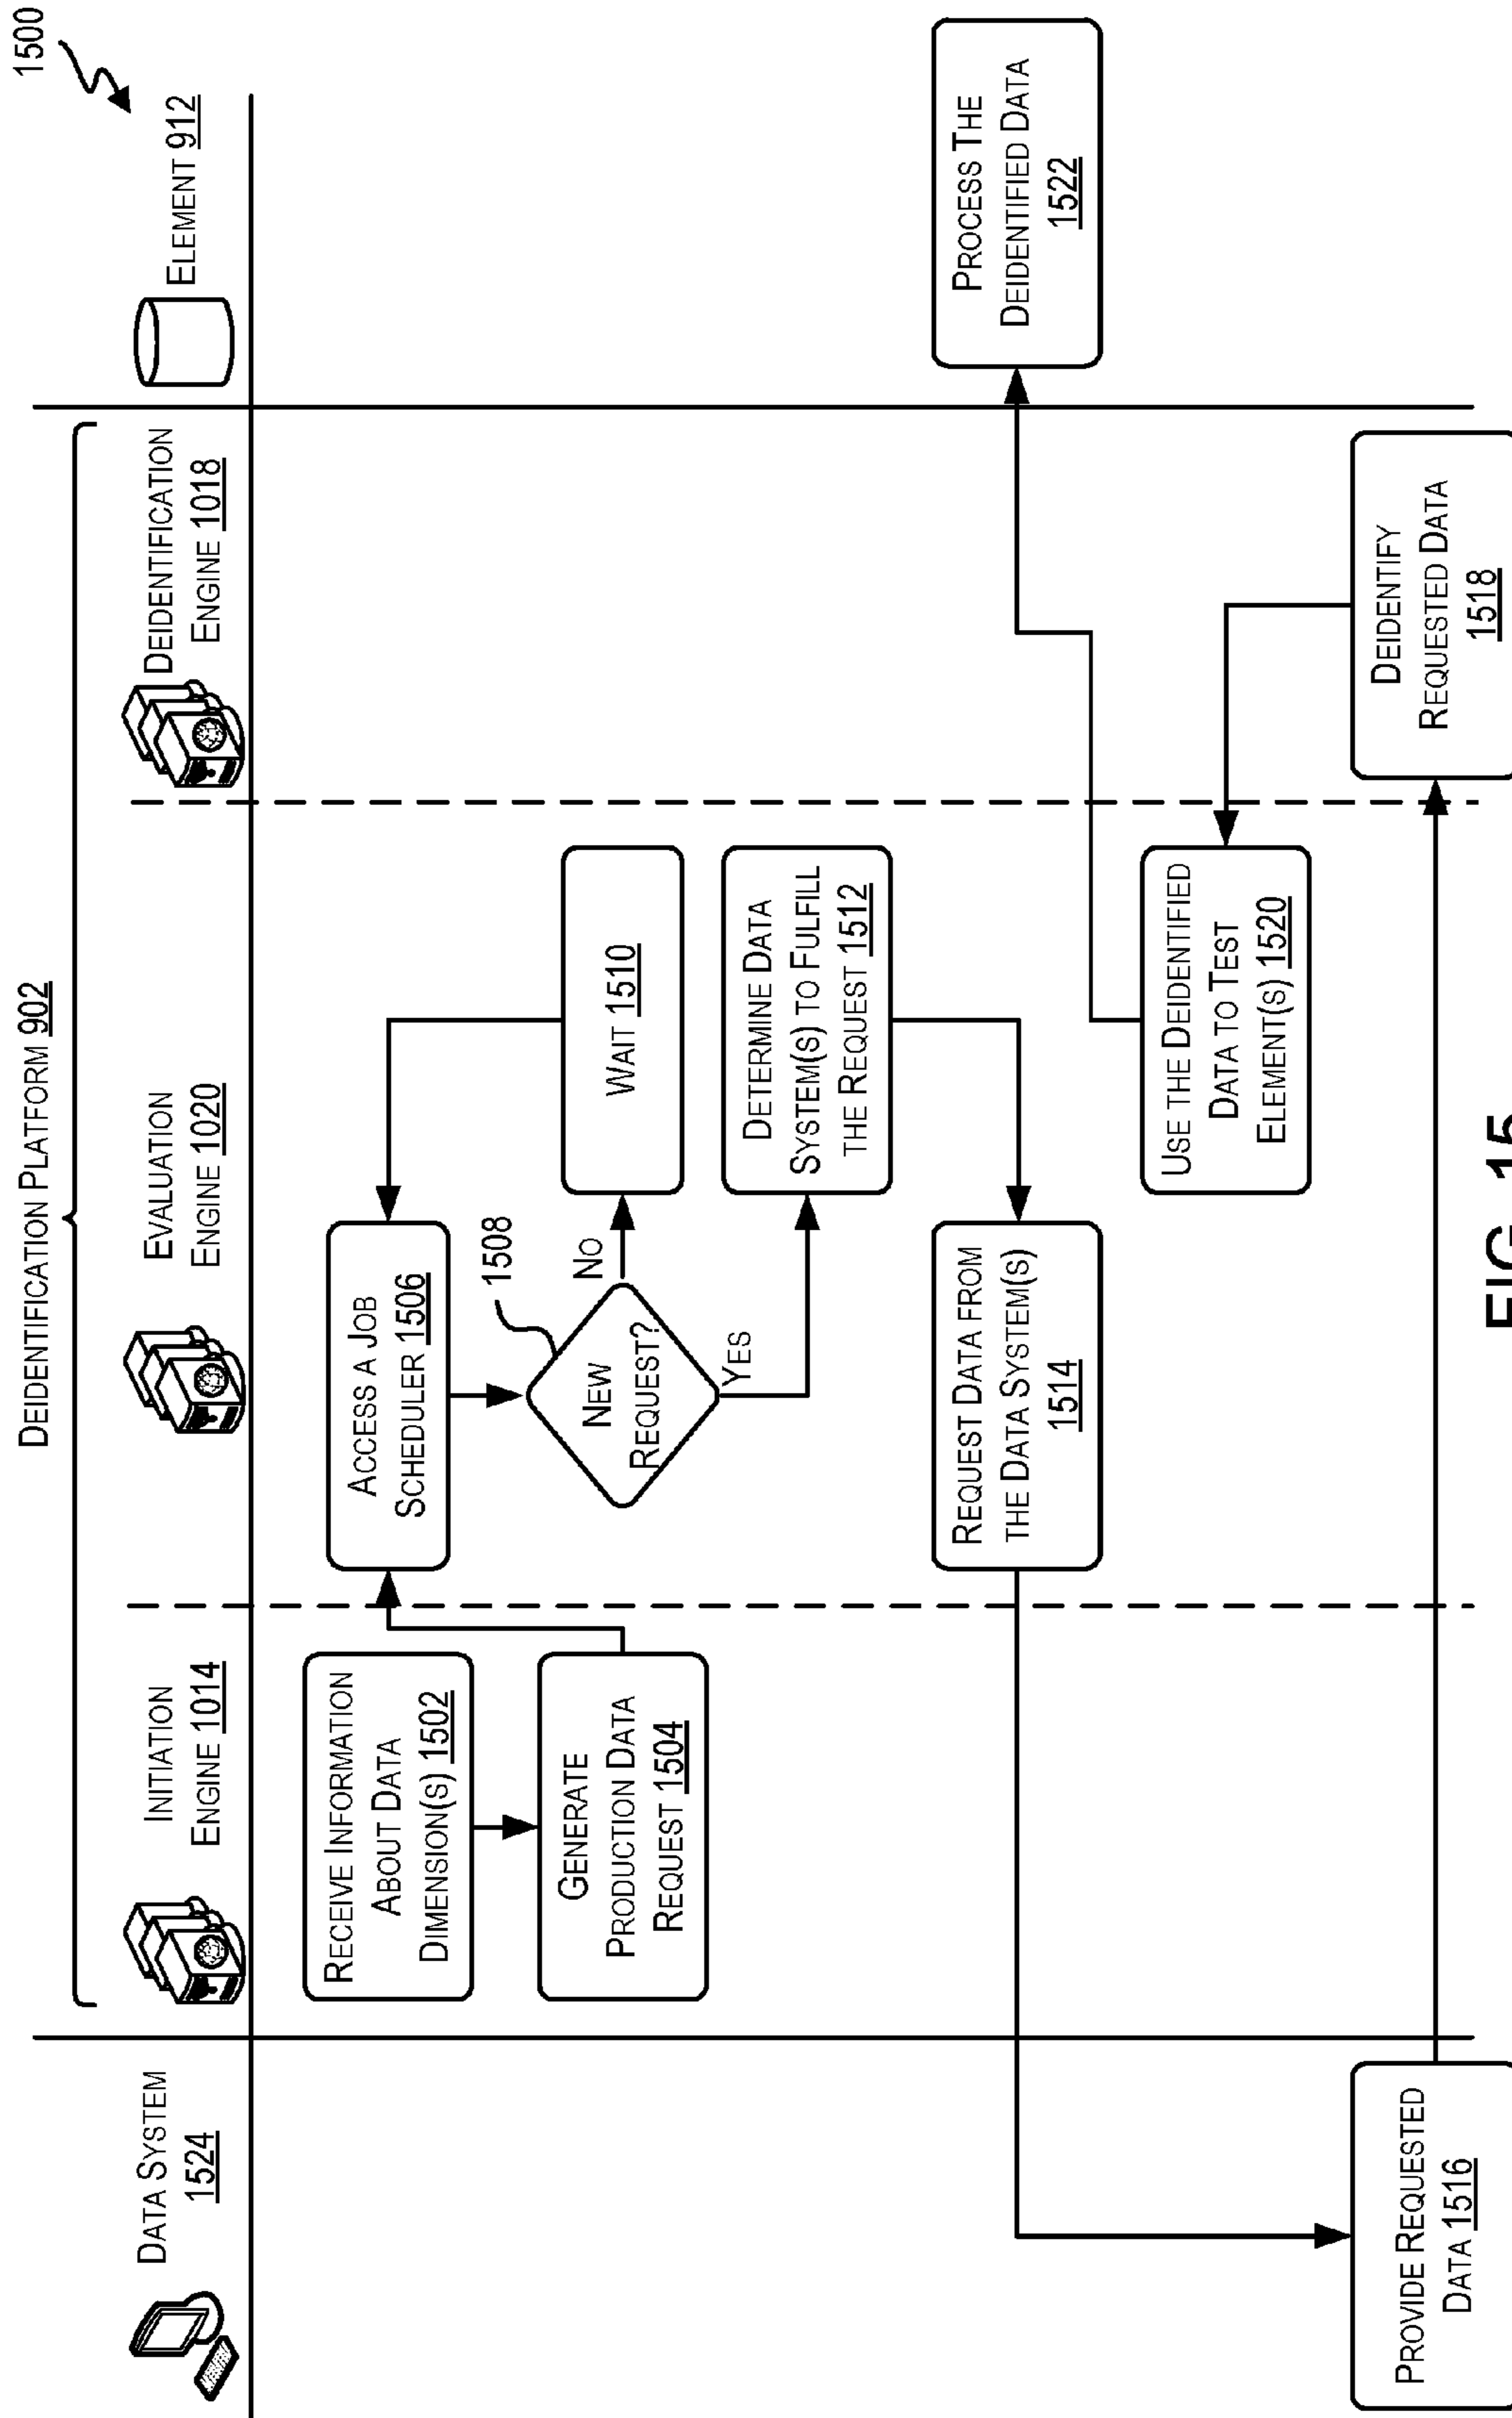 1500
DEIDENTIFICATION PLATFORM 902
DATA SYSTEM
1524
INITIATION
ENGINE 1014
EVALUATION
ENGINE 1020
DEIDENTIFICATION
ENGINE 1018
ELEMENT 912
RECEIVE INFORMATION
ABOUT DATA
DIMENSION(S) 1502
GENERATE
PRODUCTION DATA
REQUEST 1504
ACCESS A JOB
SCHEDULER 1506
1508
NEW
REQUEST?
NO
YES
WAIT 1510
DETERMINE DATA
SYSTEM(S) TO FULFILL
THE REQUEST 1512
REQUEST DATA FROM
THE DATA SYSTEM(S)
1514
PROVIDE REQUESTED
DATA 1516
DEIDENTIFY
REQUESTED DATA
1518
USE THE DEIDENTIFIED
DATA TO TEST
ELEMENT(S) 1520
PROCESS THE
DEIDENTIFIED DATA
1522
FIG. 15